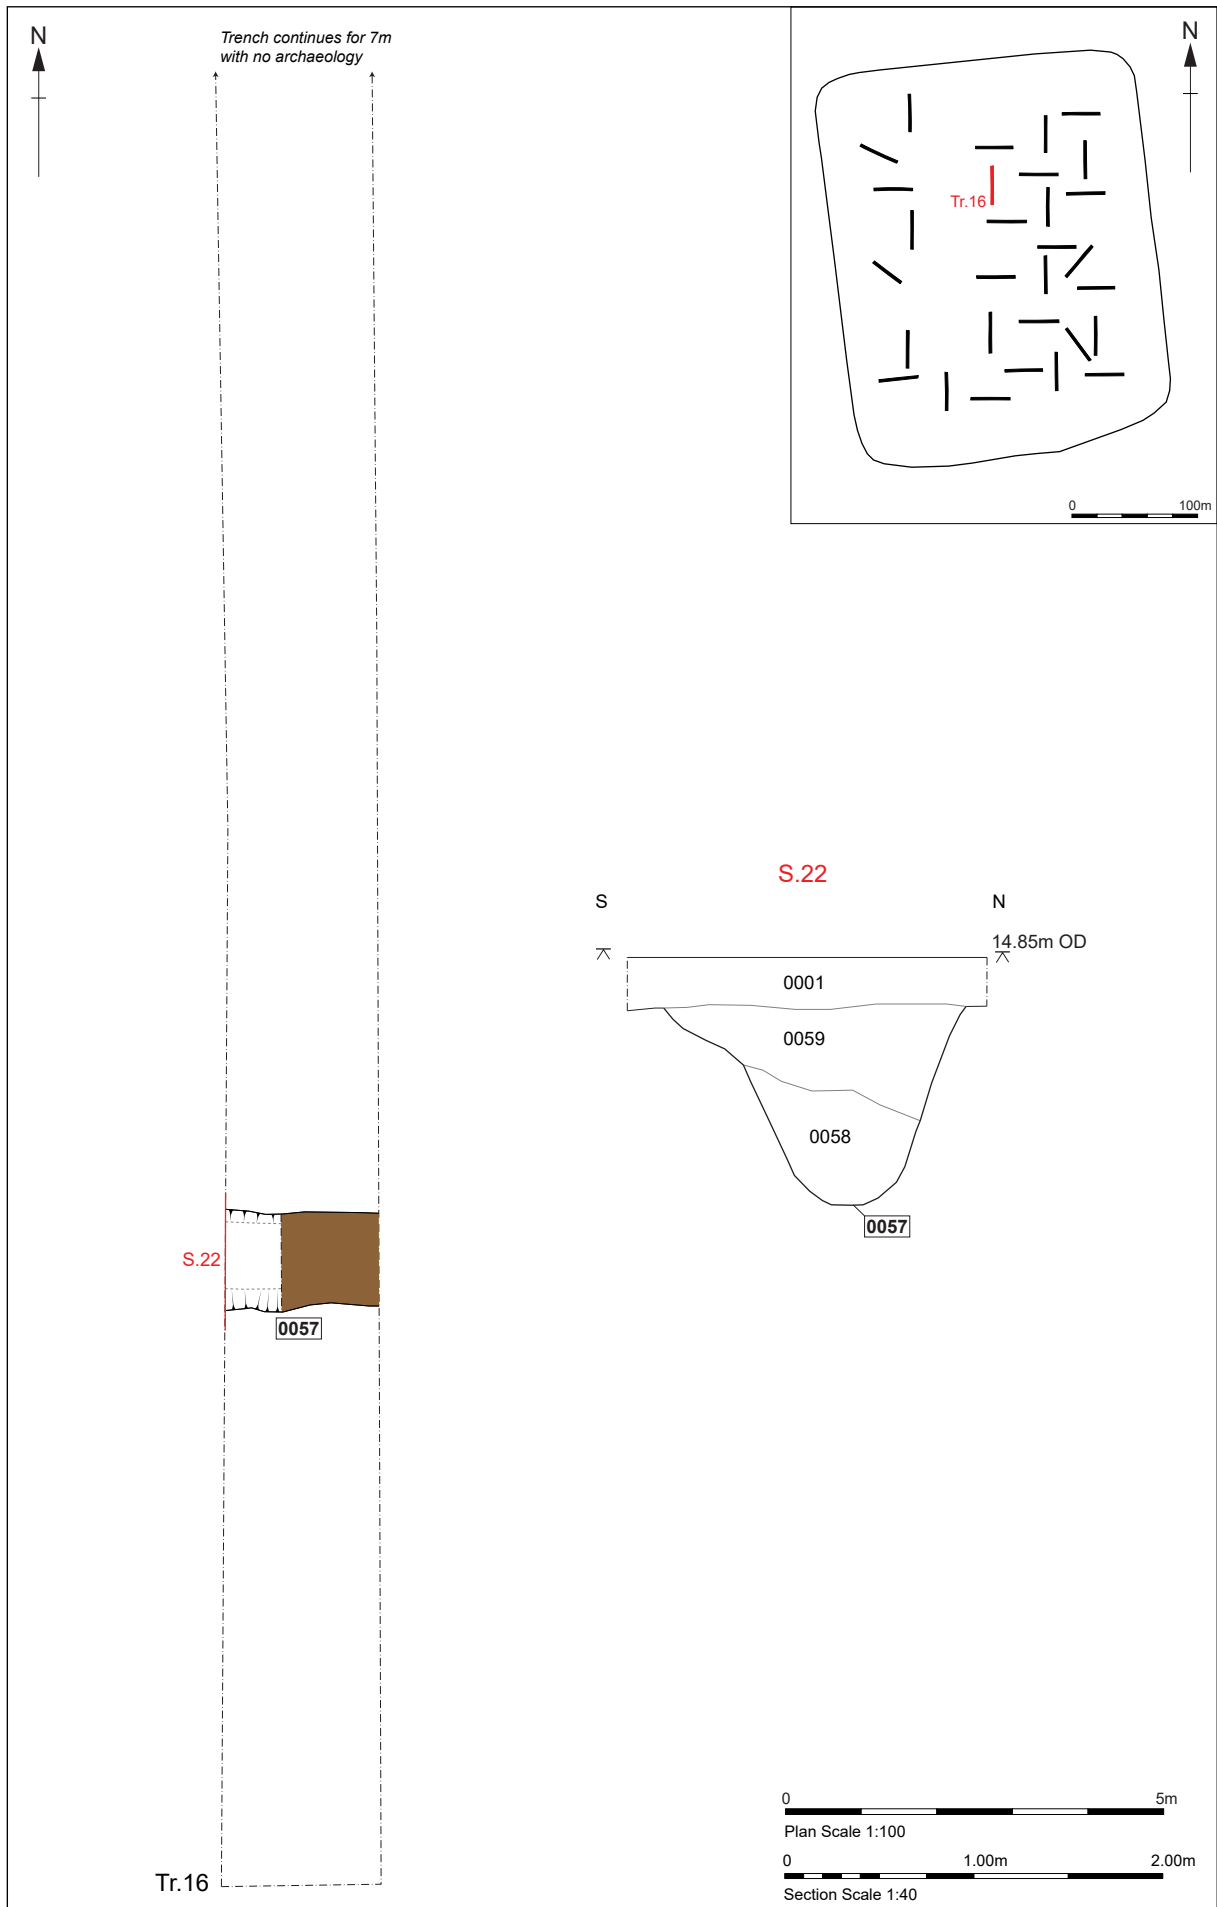 N
Trench continues for 7m
with no archaeology
N
Tr.16
0
100m
S.22
S
N
14.85m OD
0001
0059
0058
0057
S.22
0057
0
5m
Plan Scale 1:100
0
1.00m
2.00m
Section Scale 1:40
Tr.16